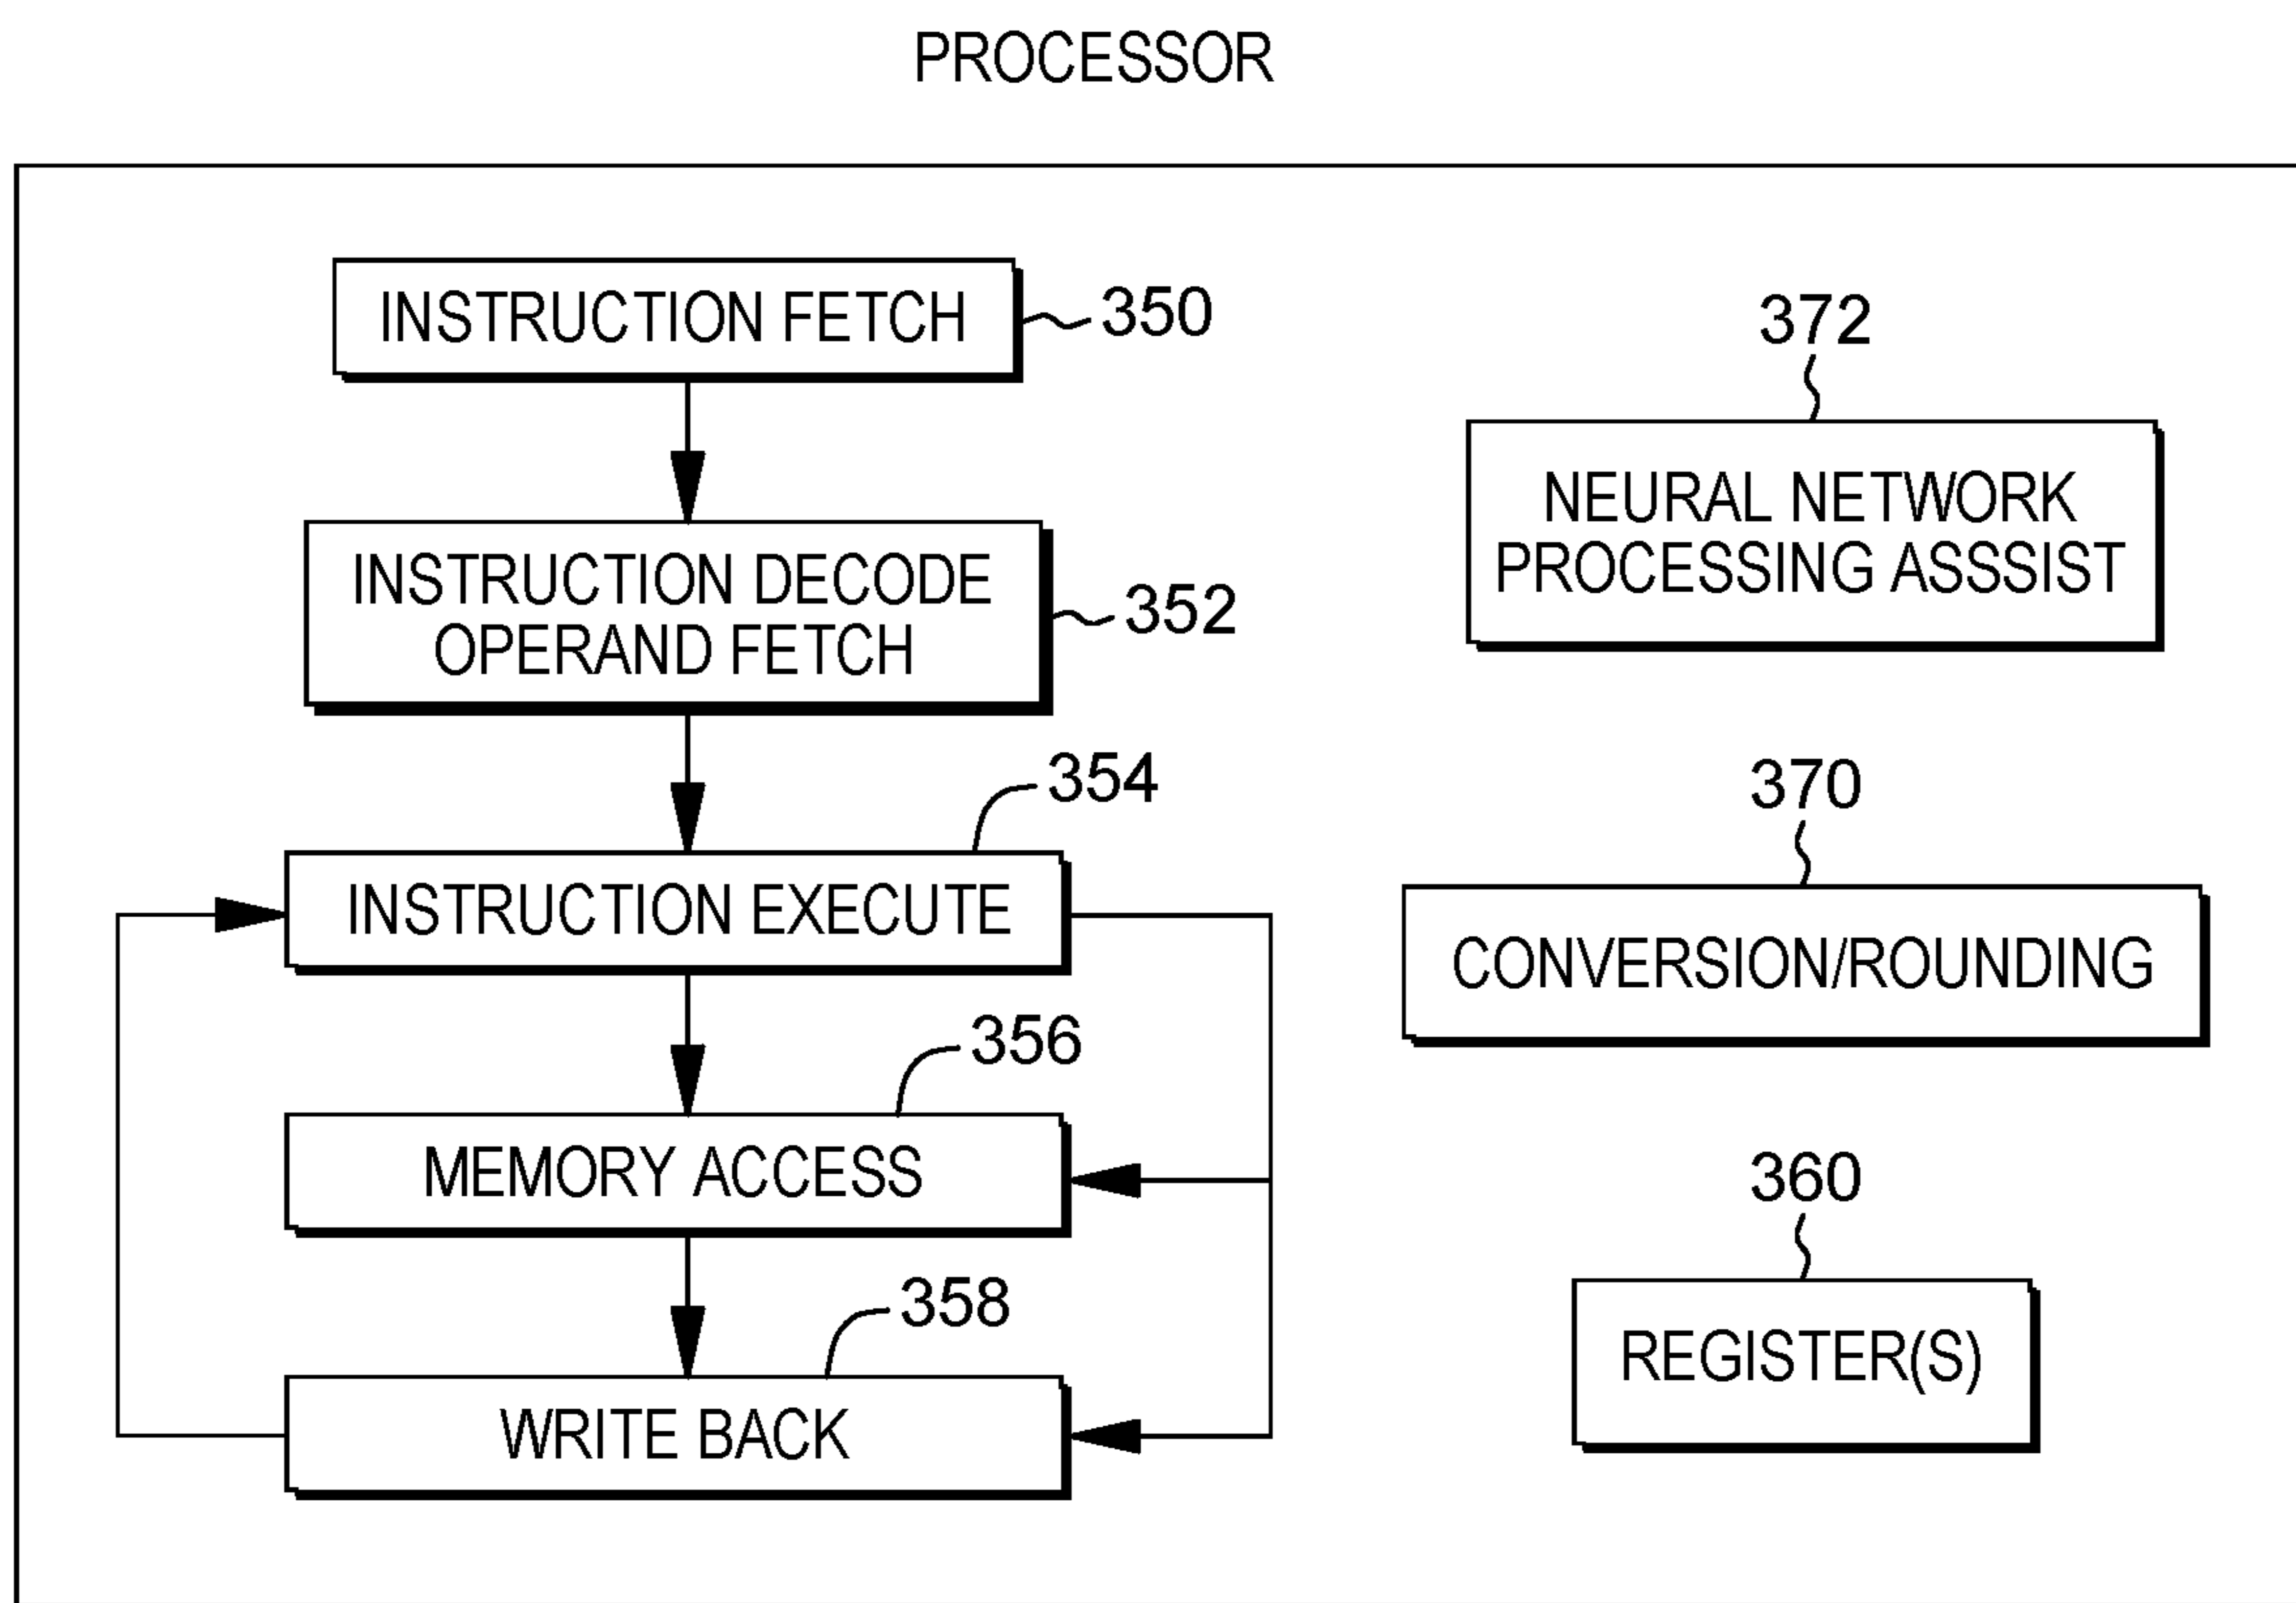 PROCESSOR
INSTRUCTION FETCH
350
INSTRUCTION DECODE
OPERAND FETCH
352
354
INSTRUCTION EXECUTE
356
MEMORY ACCESS
358
WRITE BACK
372
NEURAL NETWORK
PROCESSING ASSSIST
370
CONVERSION/ROUNDING
360
REGISTER(S)